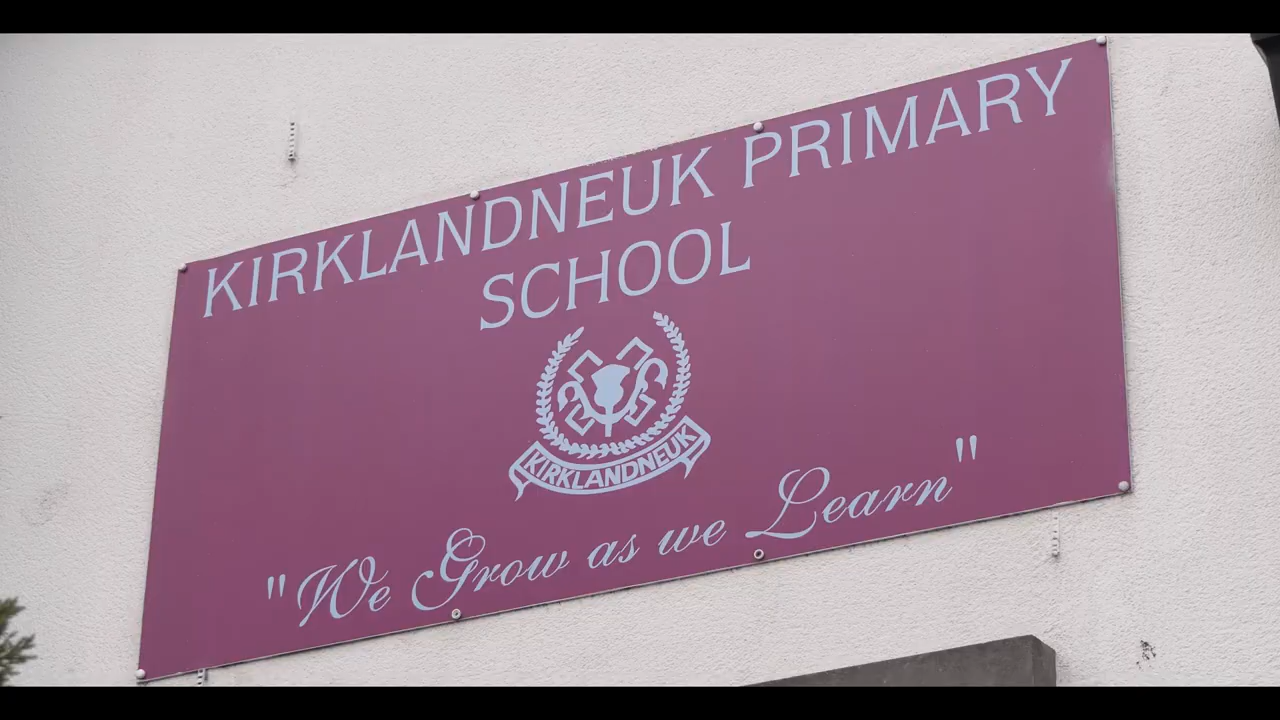 KIRKLANDNEUK PRIMARY
SCHOOL
KIRKLANDNEUK
"We Grow as we Learn"